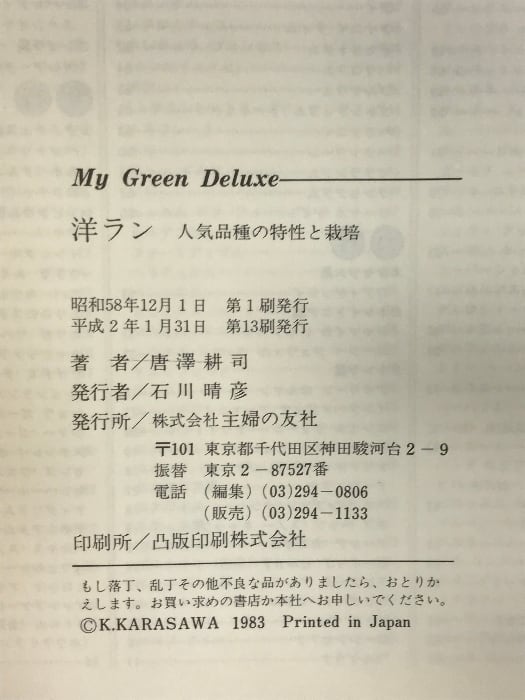 My Green Deluxe
洋ラン 人気品種の特性と栽培
昭和58年12月1日 第1刷発行
平成2年1月31日 第13刷発行
著 者/唐澤耕司
発行者/石川晴彦
発行所/株式会社主婦の友社
〒101 東京都千代田区神田駿河台2-9
振替 東京2-87527番
電話 (編集) (03)294-0806
(販売) (03)294-1133
印刷所/凸版印刷株式会社
もし落丁、乱丁その他不良な品がありましたら、おとりか
えします。お買い求めの書店か本社へお申しいでください。
©K.KARASAWA 1983 Printed in Japan